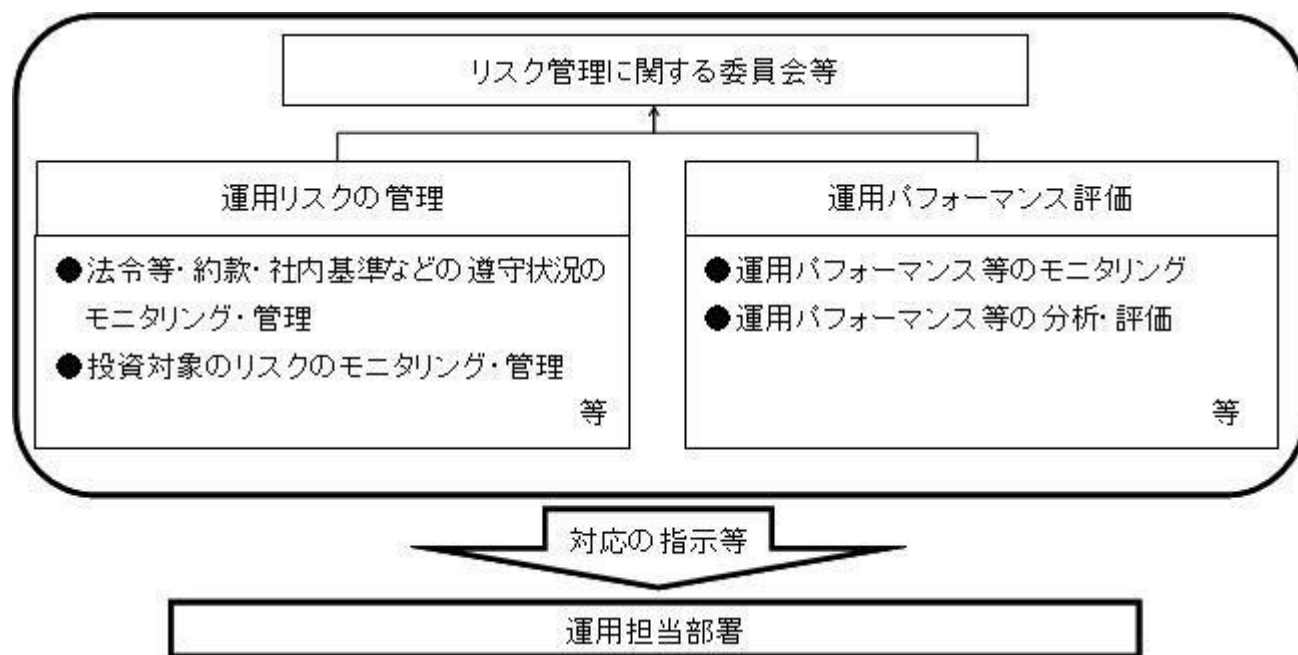 リスク管理に関する委員会等
運用リスクの管理
●法令等・約款・社内基準などの遵守状況の
モニタリング・管理
●投資対象のリスクのモニタリング・管理
等
運用パフォーマンス評価
●運用パフォーマンス等のモニタリング
●運用パフォーマンス等の分析・評価
等
対応の指示等
運用担当部署